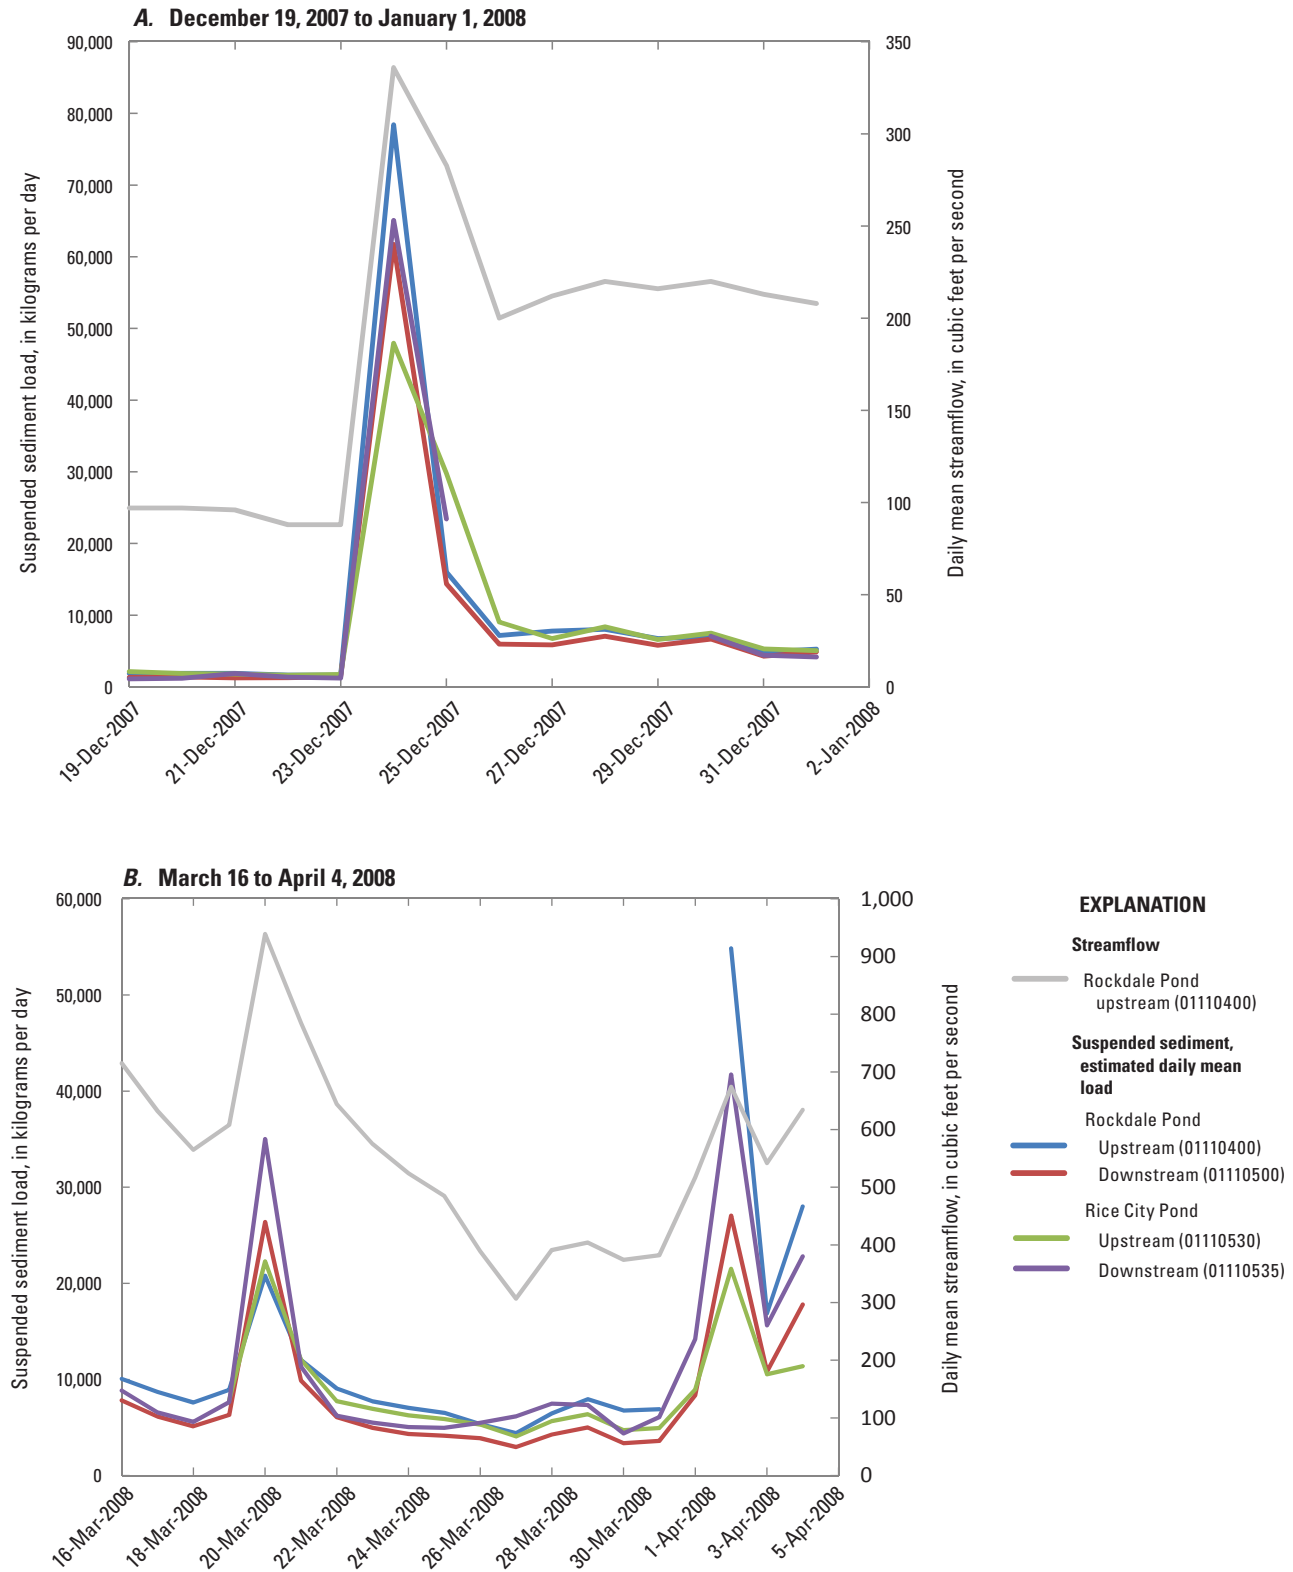 A. December 19, 2007 to January 1, 2008
90,000
80,000
70,000
60,000
50,000
40,000
30,000
20,000
10,000
0
Suspended sediment load, in kilograms per day
350
300
250
200
150
100
50
0
Daily mean streamflow, in cubic feet per second
19-Dec-2007
21-Dec-2007
23-Dec-2007
25-Dec-2007
27-Dec-2007
29-Dec-2007
31-Dec-2007
2-Jan-2008
B. March 16 to April 4, 2008
60,000
50,000
40,000
30,000
20,000
10,000
0
Suspended sediment load, in kilograms per day
1,000
900
800
700
600
500
400
300
200
100
0
Daily mean streamflow, in cubic feet per second
16-Mar-2008
18-Mar-2008
20-Mar-2008
22-Mar-2008
24-Mar-2008
26-Mar-2008
28-Mar-2008
30-Mar-2008
1-Apr-2008
3-Apr-2008
5-Apr-2008
EXPLANATION
Streamflow
Rockdale Pond
upstream (01110400)
Suspended sediment,
estimated daily mean
load
Rockdale Pond
Upstream (01110400)
Downstream (01110500)
Rice City Pond
Upstream (01110530)
Downstream (01110535)